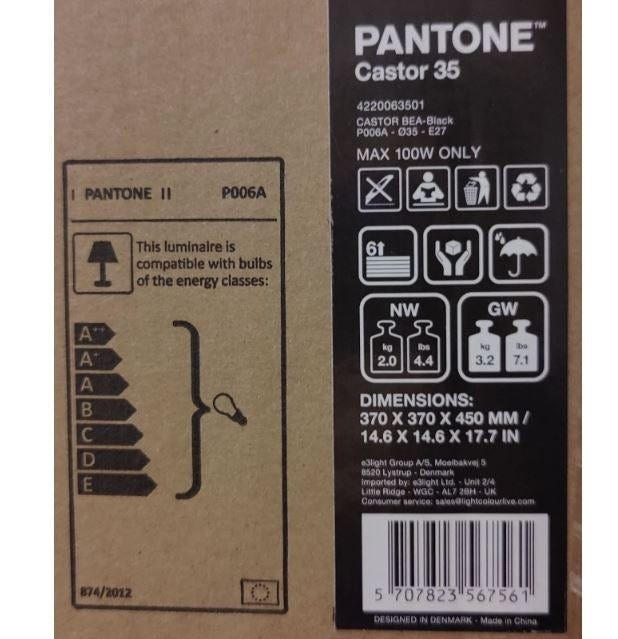 I PANTONE II P006A
This luminaire is
compatible with bulbs
of the energy classes:
A++
A+
A
B
C
D
E
874/2012
PANTONE™
Castor 35
4220063501
CASTOR BEA-Black
P006A - Ø35 - E27
MAX 100W ONLY
6
NW GW
kg lbs kg lbs
2.0 4.4 3.2 7.1
DIMENSIONS:
370 X 370 X 450 MM /
14.6 X 14.6 X 17.7 IN
e3light Group A/S, Moelbakvej 5
8520 Lystrup - Denmark
Imported by: e3light Ltd. - Unit 2/4
Little Ridge - WGC - AL7 2BH - UK
Consumer service: sales@lightcolourlive.com
5 707823 567561
DESIGNED IN DENMARK - Made in China